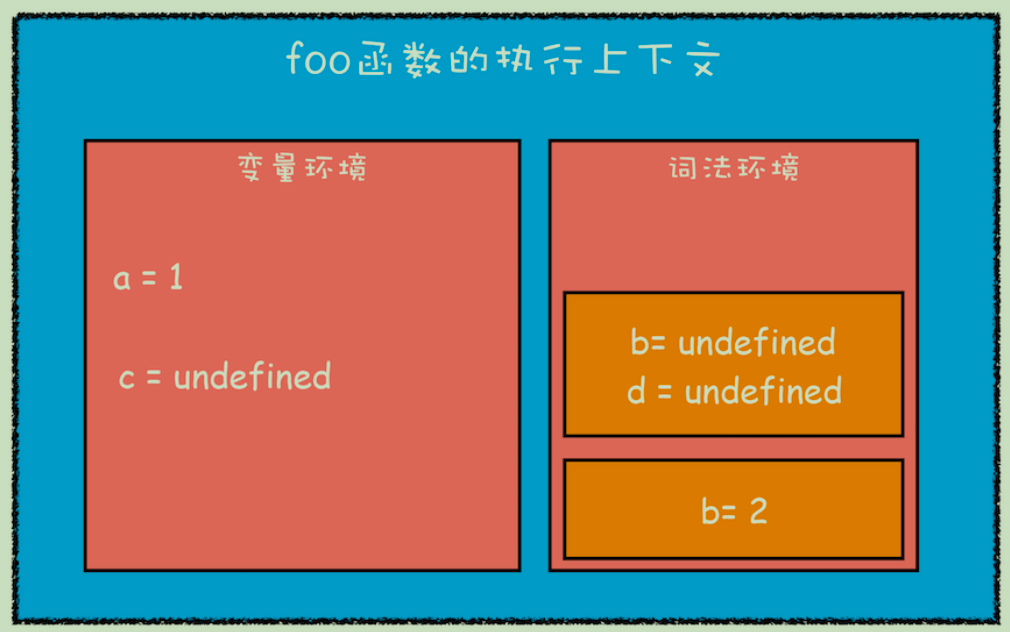 foo函数的执行上下文
变量环境
a = 1
c = undefined
词法环境
b= undefined
d = undefined
b= 2